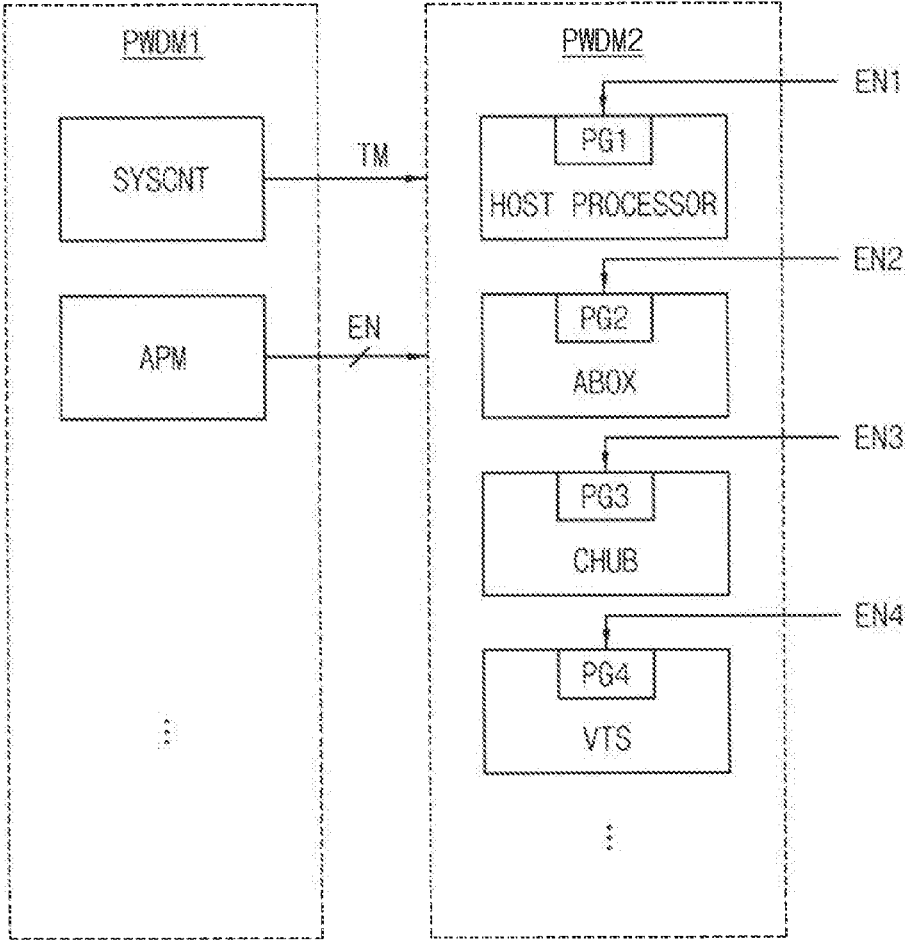 PWDM1
SYSCNT
APM
TM
EN
PWDM2
EN1
PG1
HOST PROCESSOR
EN2
PG2
ABOX
EN3
PG3
CHUB
EN4
PG4
VTS